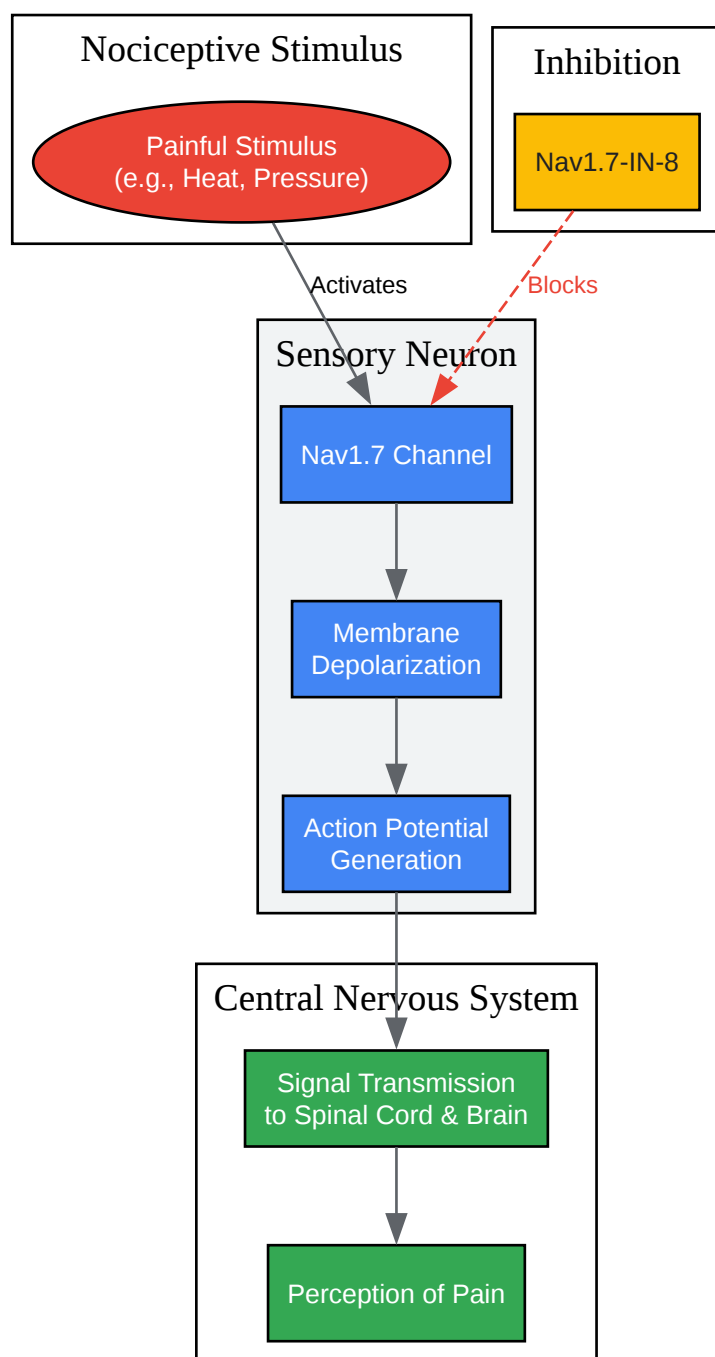 Nociceptive Stimulus
Painful Stimulus
(e.g., Heat, Pressure)
Inhibition
Nav1.7-IN-8
Activates
Blocks
Sensory Neuron
Nav1.7 Channel
Membrane
Depolarization
Action Potential
Generation
Central Nervous System
Signal Transmission
to Spinal Cord & Brain
Perception of Pain